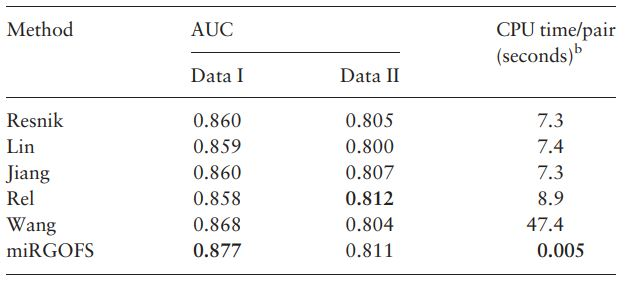 Method AUC CPU time/pair
(seconds)b
Data I Data II
Resnik 0.860 0.805 7.3
Lin 0.859 0.800 7.4
Jiang 0.860 0.807 7.3
Rel 0.858 0.812 8.9
Wang 0.868 0.804 47.4
miRGOFS 0.877 0.811 0.005